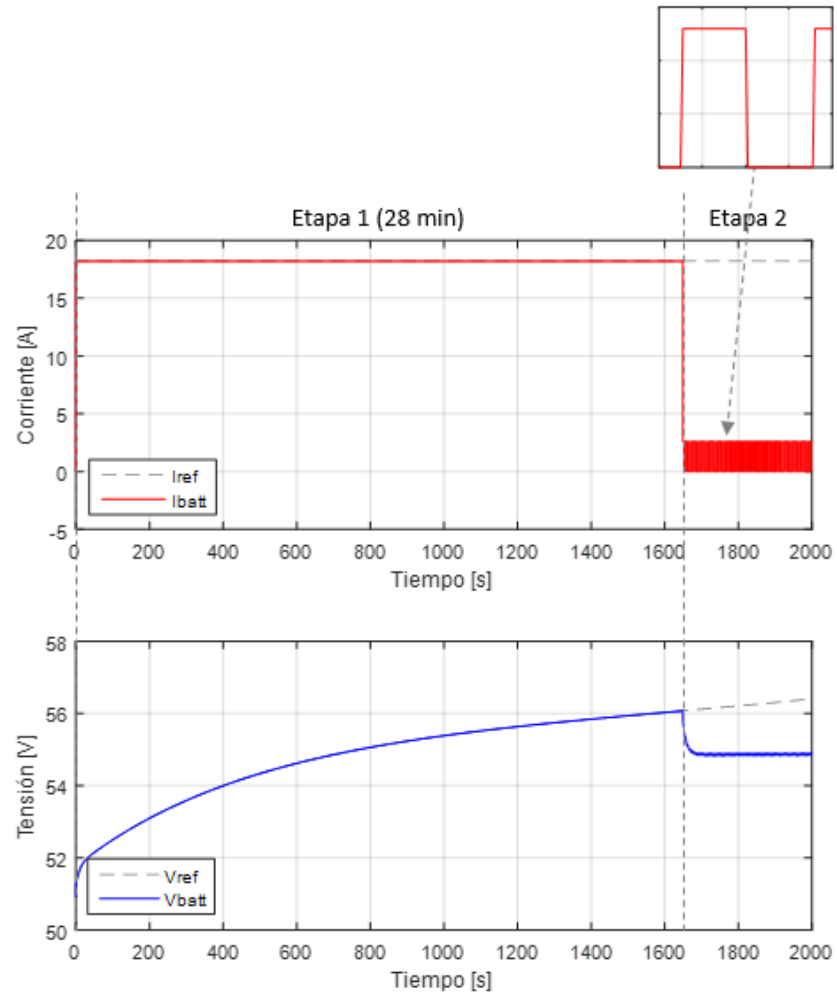 Etapa 1 (28 min)
Etapa 2
20
15
10
5
0
-5
Corriente [A]
Iref
Ibatt
0 200 400 600 800 1000 1200 1400 1600 1800 2000
Tiempo [s]
58
56
54
52
50
Tensión [V]
Vref
Vbatt
0 200 400 600 800 1000 1200 1400 1600 1800 2000
Tiempo [s]